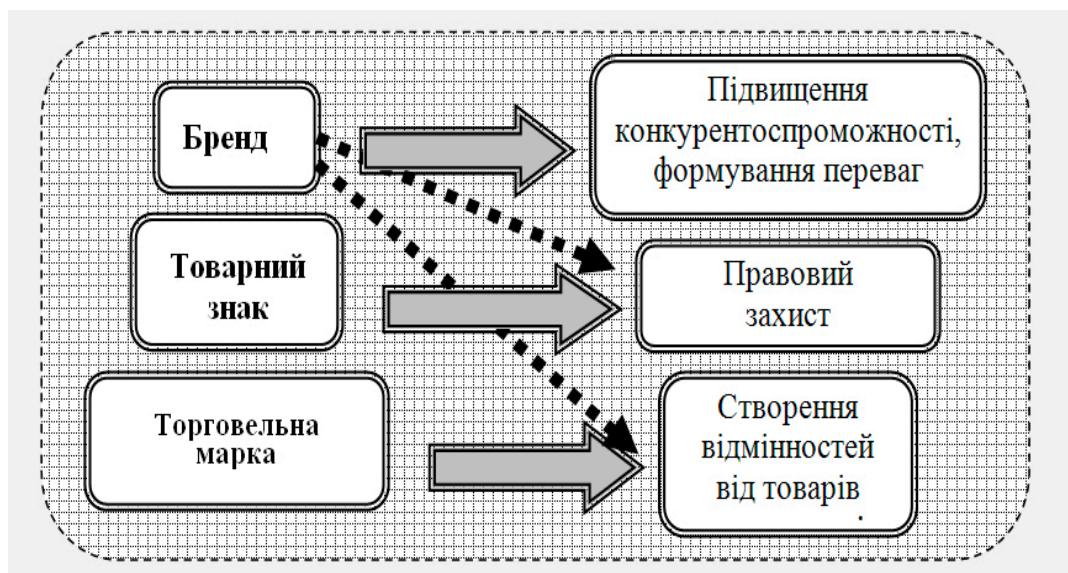 Бренд
Підвищення
конкурентоспроможності,
формування переваг
Товарний
знак
Правовий
захист
Торговельна
марка
Створення
відмінностей
від товарів
.